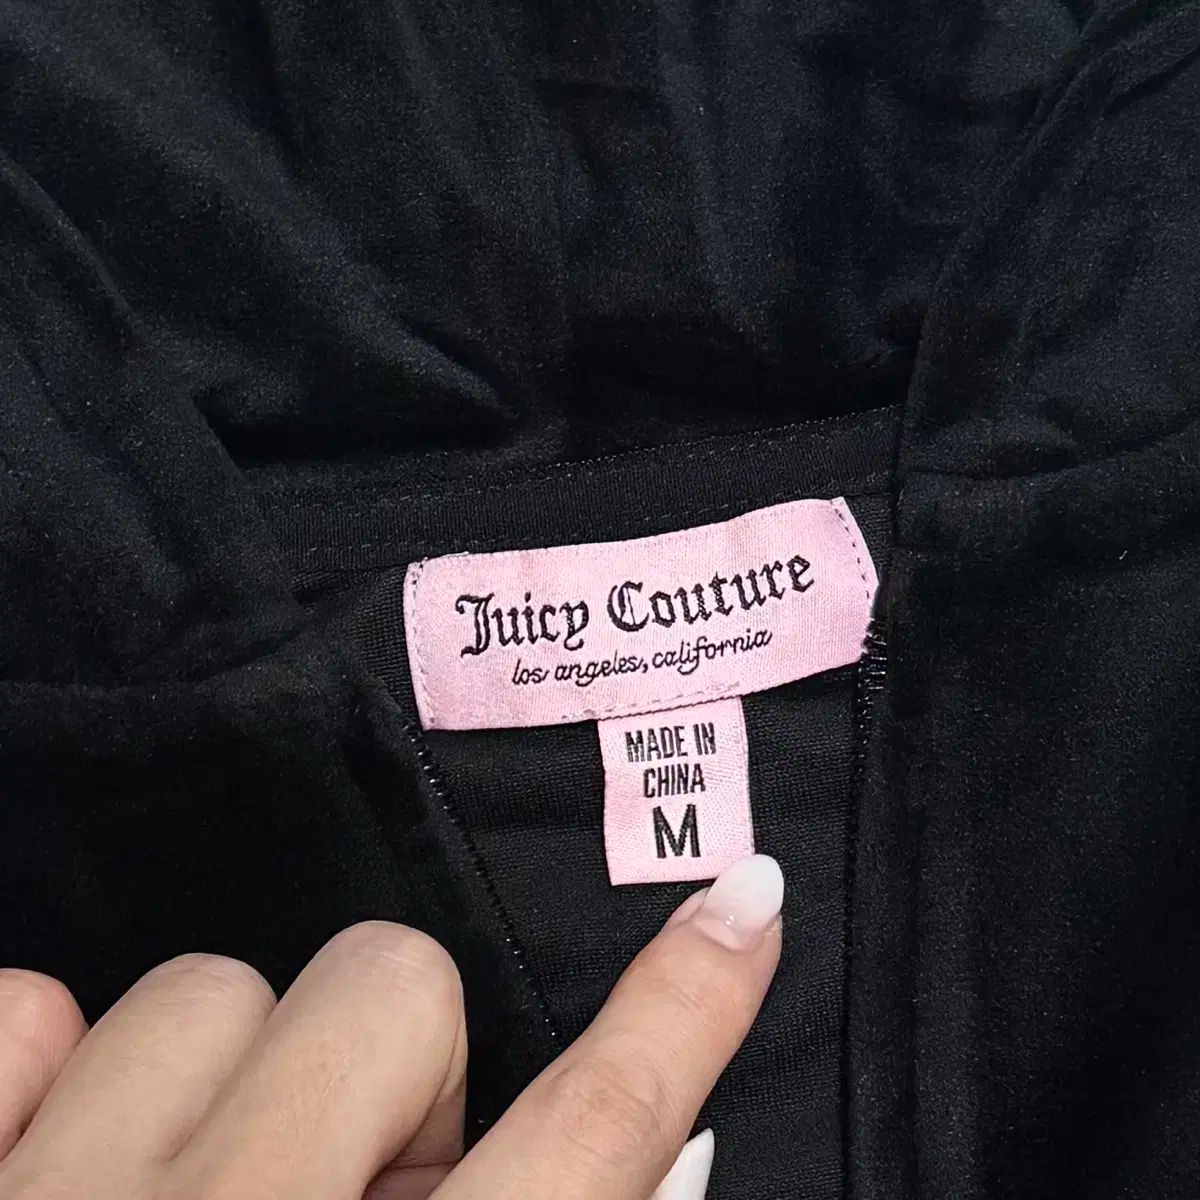 Juicy Couture
los angeles, california
MADE IN
CHINA
M